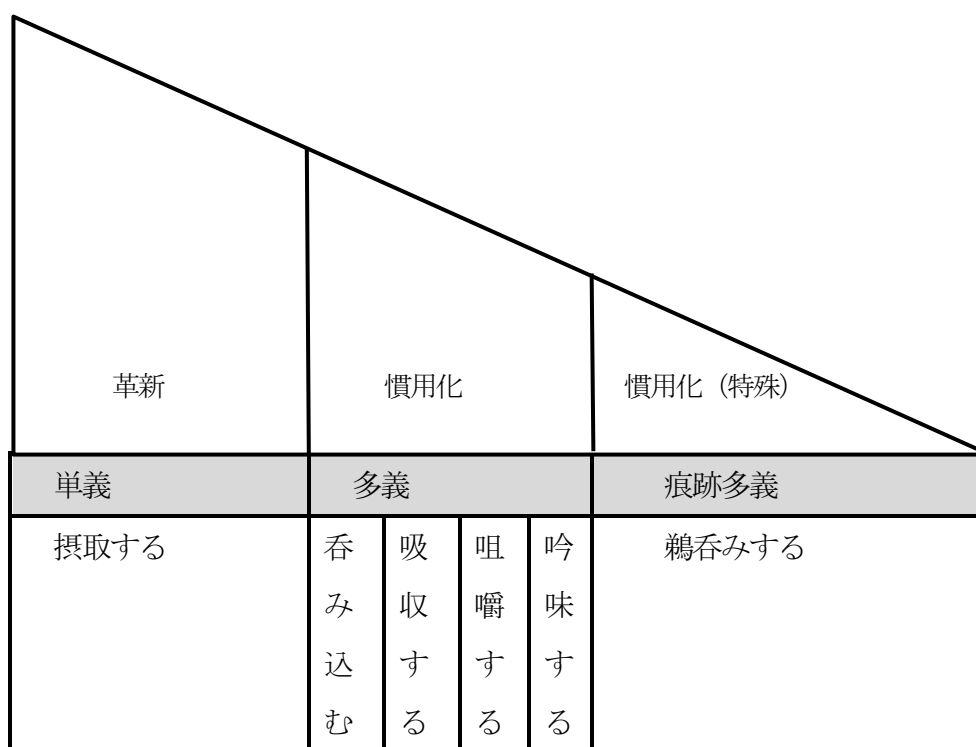 革新
慣用化
慣用化（特殊）
単義
多義
痕跡多義
摂取する
呑み込む
吸収する
咀嚼する
吟味する
鵜呑みする